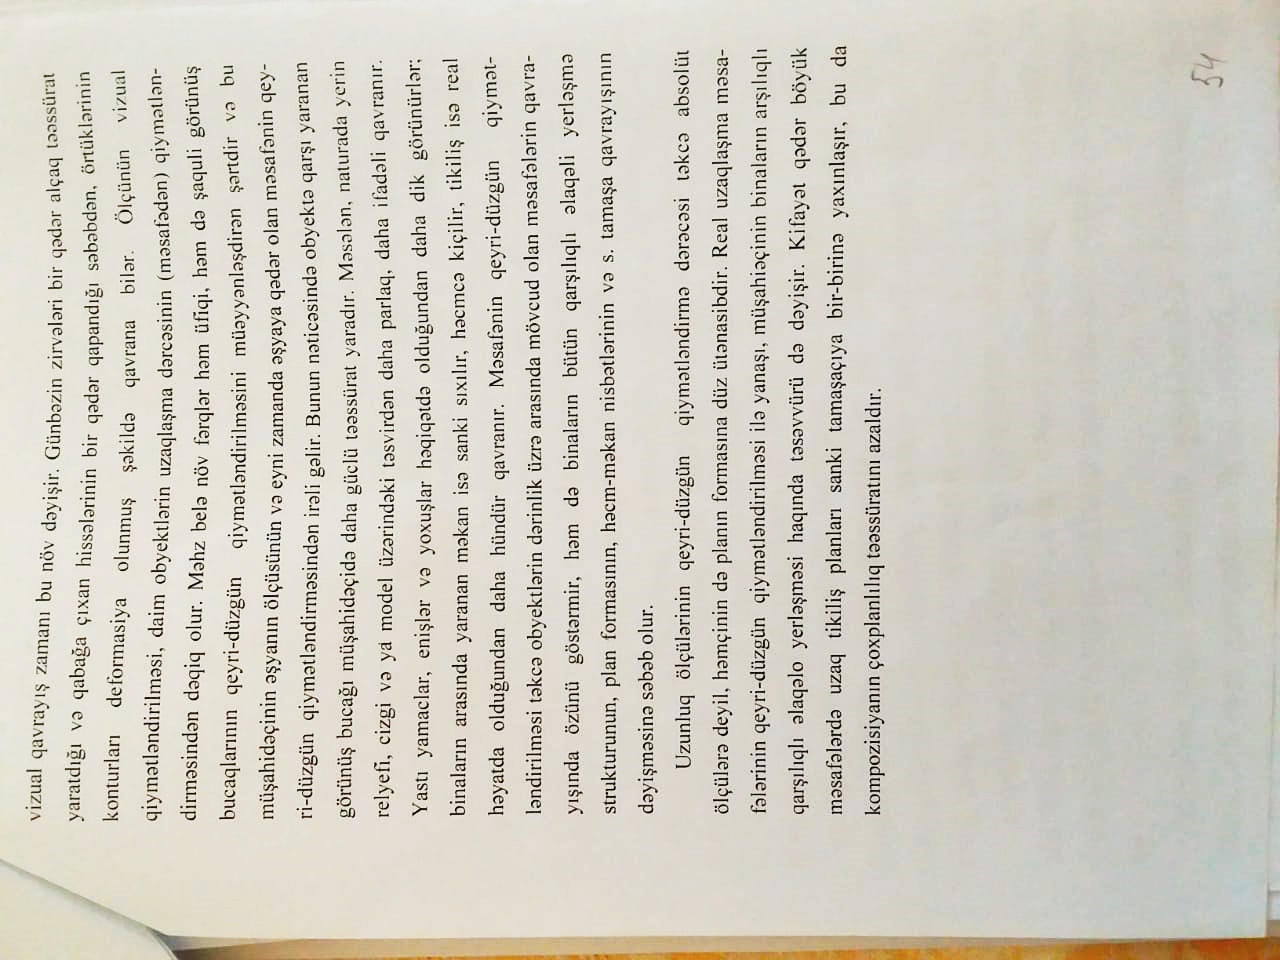 vizual qavrayış zamanı bu növ dəyişir. Günbəzin zirvələri bir qədər alçaq təəssürat
yaratdığı və qabağa çıxan hissələrinin bir qədər qapandığı səbəbdən, örtüklərinin
konturları deformasiya olunmuş şəkildə qavrana bilər. Ölçünün vizual
qiymətləndirilməsi, daim obyektlərin uzaqlaşma dərcəsinin (məsafədən) qiymətlən-
dirməsindən dəqiq olur. Məhz belə növ fərqlər həm üfiqi, həm də şaquli görünüş
bucaqlarının qeyri-düzgün qiymətləndirilməsini müəyyənləşdirən şərtdir və bu
müşahidəçinin əşyanın ölçüsünün və eyni zamanda əşyaya qədər olan məsafənin qey-
ri-düzgün qiymətləndirməsindən irəli gəlir. Bunun nəticəsində obyektə qarşı yaranan
görünüş bucağı müşahidəçidə daha güclü təəssürat yaradır. Məsələn, naturada yerin
relyefi, cizgi və ya model üzərindəki təsvirdən daha parlaq, daha ifadəli qavranır.
Yastı yamaclar, enişlər və yoxuşlar həqiqətdə olduğundan daha dik görünürlər;
binaların arasında yaranan məkan isə sanki sıxılır, həcmcə kiçilir, tikiliş isə real
həyatda olduğundan daha hündür qavranır. Məsafənin qeyri-düzgün qiymət-
ləndirilməsi təkcə obyektlərin dərinlik üzrə arasında mövcud olan məsafələrin qavra-
yışında özünü göstərmir, həm də binaların bütün qarşılıqlı əlaqəli yerləşmə
strukturunun, plan formasının, həcm-məkan nisbətlərinin və s. tamaşa qavrayışının
dəyişməsinə səbəb olur.
Uzunluq ölçülərinin qeyri-düzgün qiymətləndirmə dərəcəsi təkcə absolüt
ölçülərə deyil, həmçinin də planın formasına düz ütənasibdir. Real uzaqlaşma məsa-
fələrinin qeyri-düzgün qiymətləndirilməsi ilə yanaşı, müşahiəçinin binaların arşılıqlı
qarşılıqlı əlaqəlo yerləşməsi haqında təsəvvürü də dəyişir. Kifayət qədər böyük
məsafələrdə uzaq tikiliş planları sanki tamaşaçıya bir-birinə yaxınlaşır, bu da
kompozisiyanın çoxplanlılıq təəssüratını azaldır.
54